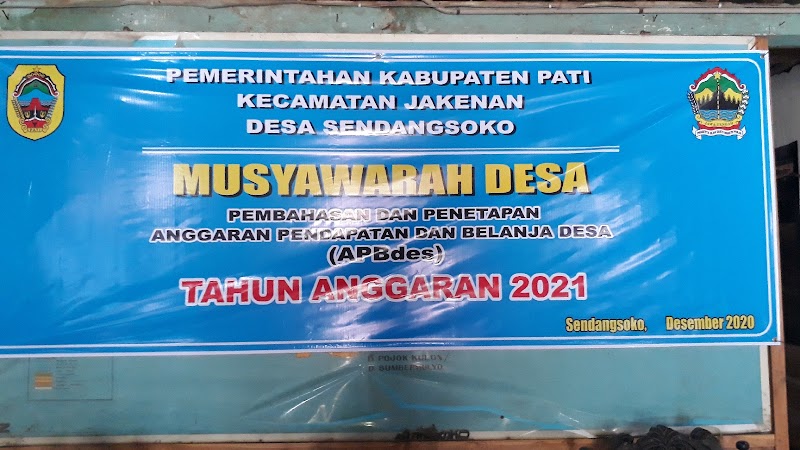 PEMERINTAHAN KABUPATEN PATI
KECAMATAN JAKENAN
DESA SENDANGSOKO
MUSYAWARAH DESA
PEMBAHASAN DAN PENETAPAN
ANGGARAN PENDAPATAN DAN BELANJA DESA
(APBdes)
TAHUN ANGGARAN 2021
Sendangsoko, Desember 2020